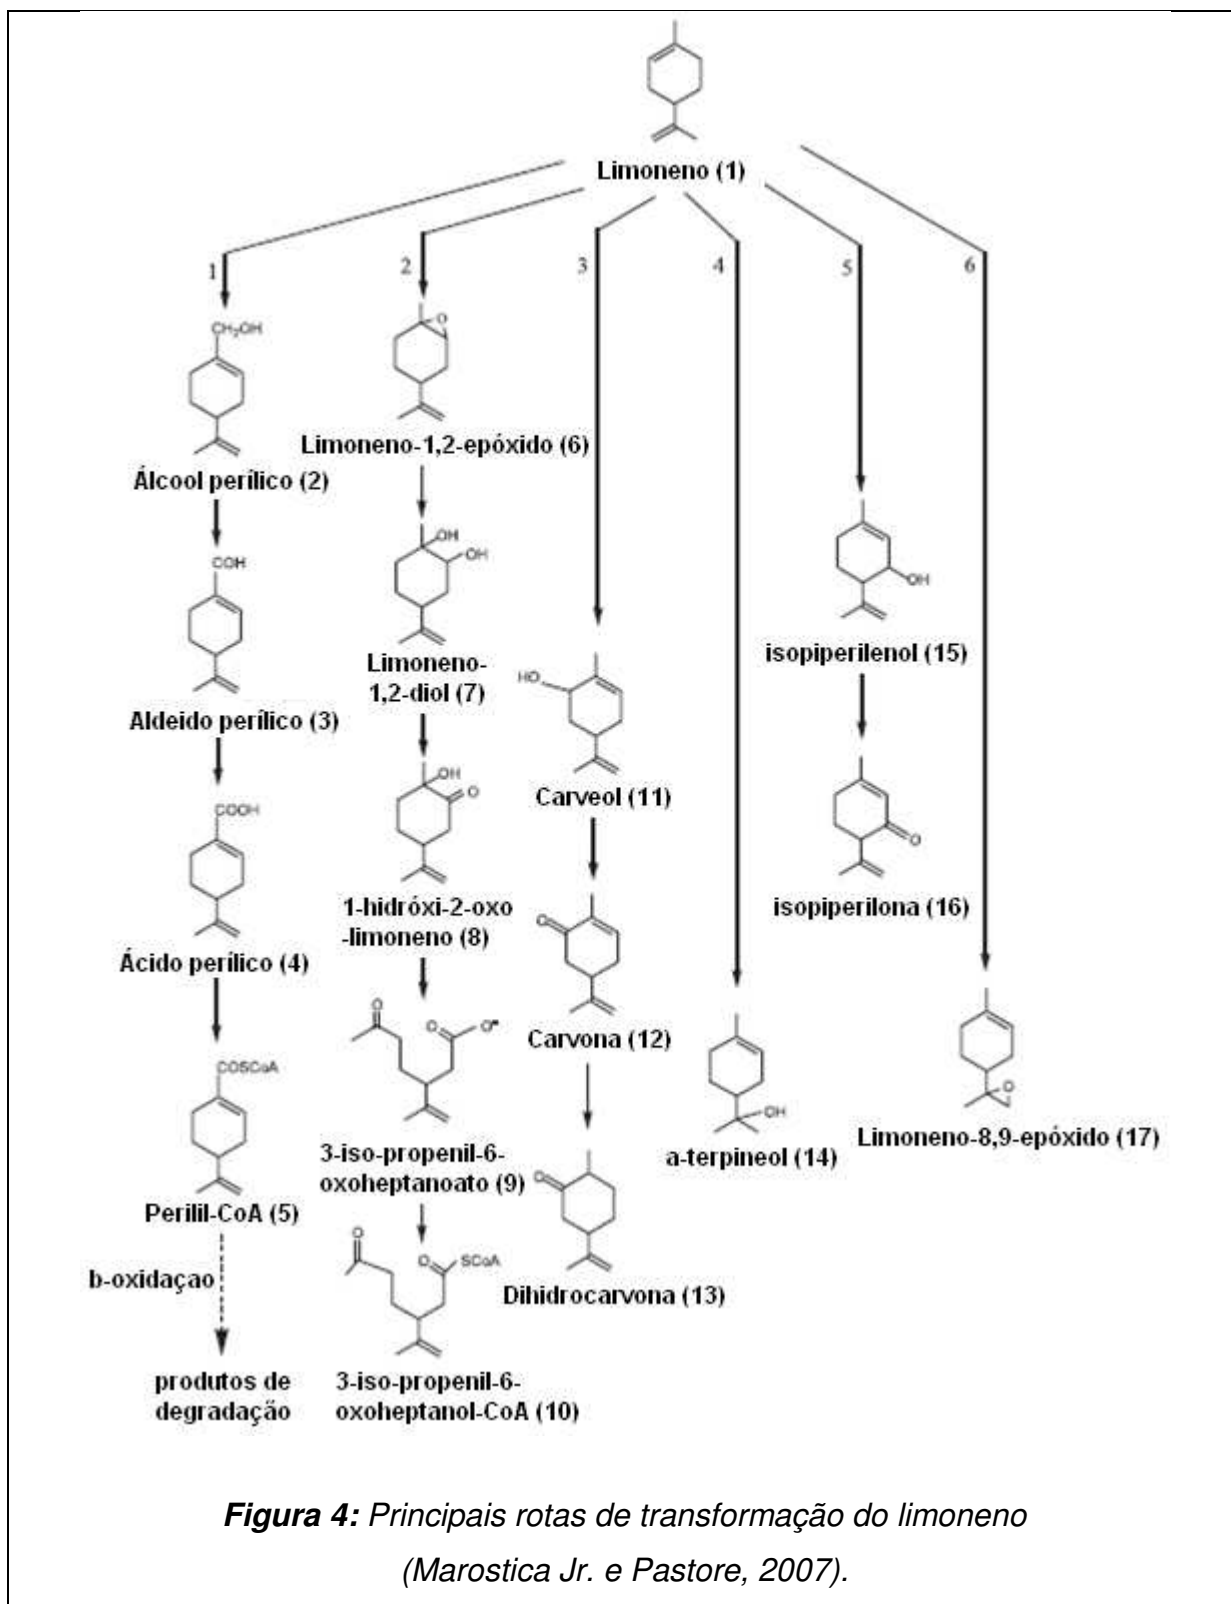 Limoneno (1)
1
2
3
4
5
6
CH₂OH
Álcool perílico (2)
COH
Aldeido perílico (3)
COOH
Ácido perílico (4)
COSCoA
Perilil-CoA (5)
b-oxidaçao
produtos de
degradação
O
Limoneno-1,2-epóxido (6)
OH
OH
Limoneno-
1,2-diol (7)
OH
O
1-hidróxi-2-oxo
-limoneno (8)
O
O
O
3-iso-propenil-6-
oxoheptanoato (9)
O
O
SCoA
3-iso-propenil-6-
oxoheptanol-CoA (10)
HO
Carveol (11)
O
Carvona (12)
O
Dihidrocarvona (13)
OH
a-terpineol (14)
OH
isopiperilenol (15)
O
isopiperilona (16)
O
Limoneno-8,9-epóxido (17)
Figura 4: Principais rotas de transformação do limoneno
(Marostica Jr. e Pastore, 2007).